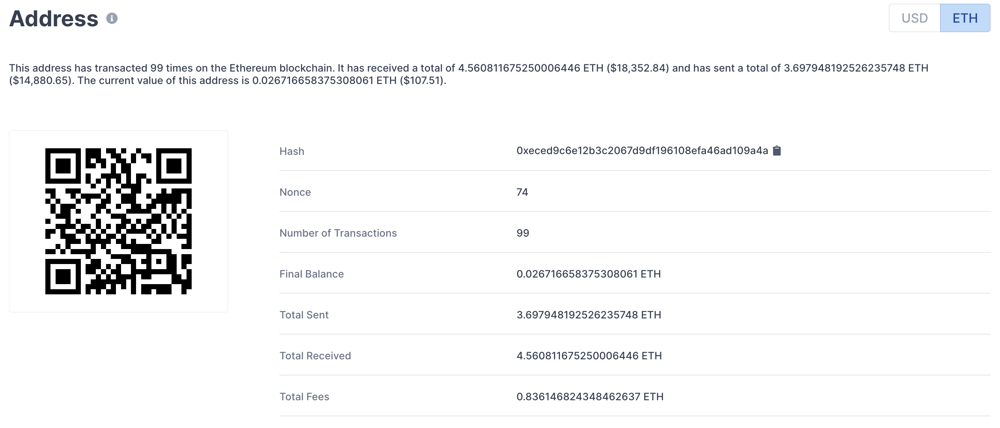 Address
USD ETH
This address has transacted 99 times on the Ethereum blockchain. It has received a total of 4.560811675250006446 ETH ($18,352.84) and has sent a total of 3.697948192526235748 ETH
($14,880.65). The current value of this address is 0.026716658375308061 ETH ($107.51).
Hash 0xeced9c6e12b3c2067d9df196108efa46ad109a4a
Nonce 74
Number of Transactions 99
Final Balance 0.026716658375308061 ETH
Total Sent 3.697948192526235748 ETH
Total Received 4.560811675250006446 ETH
Total Fees 0.836146824348462637 ETH